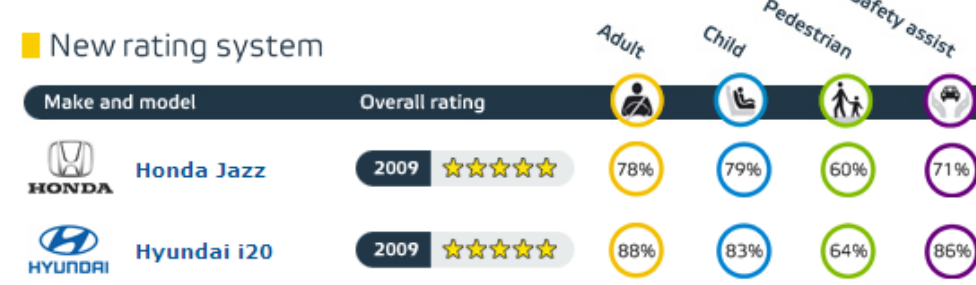 New rating system
Adult Child Pedestrian Safety assist
Make and model Overall rating
HONDA Honda Jazz 2009 78% 79% 60% 71%
HYUNDAI Hyundai i20 2009 88% 83% 64% 86%